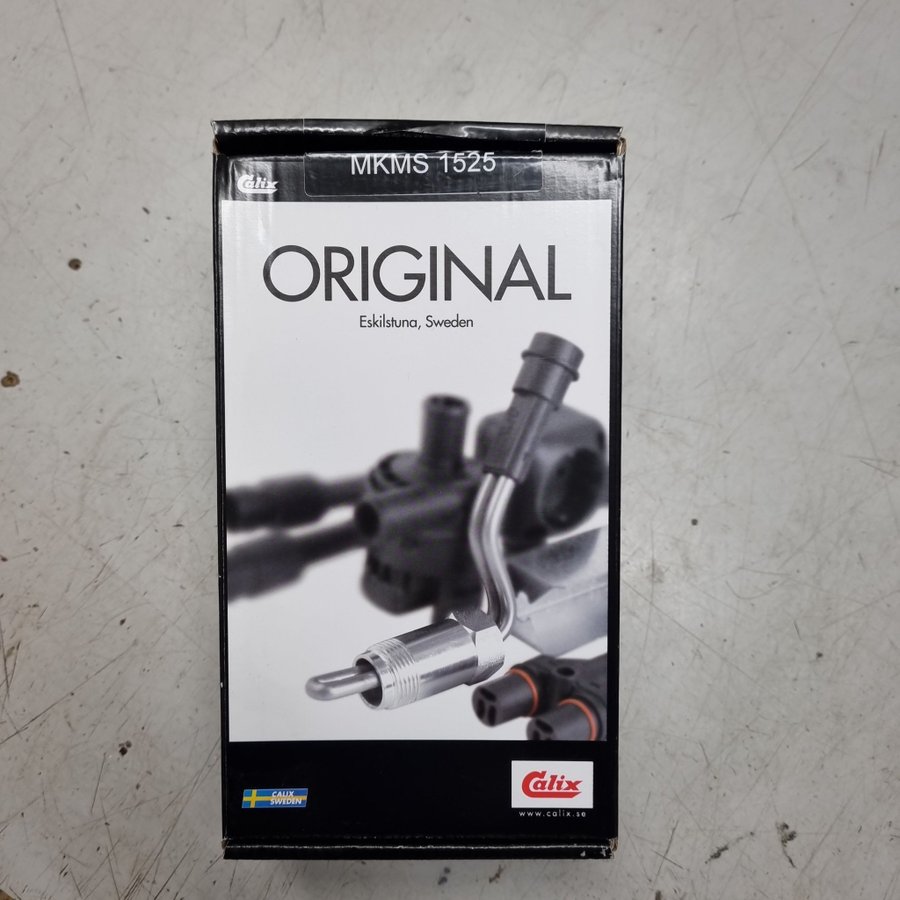 MKMS 1525
Calix
ORIGINAL
Eskilstuna, Sweden
CALIX
SWEDEN
Calix
www.calix.se